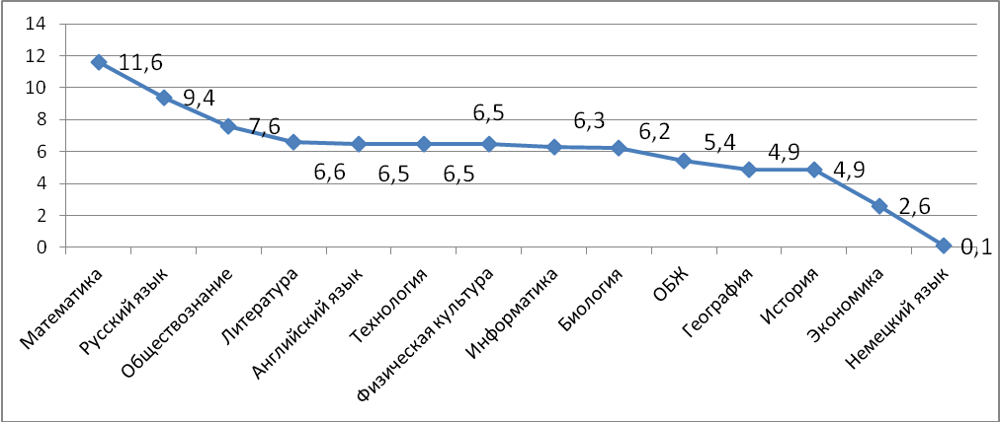 14
12
10
8
6
4
2
0
11,6
9,4
7,6
6,6
6,5
6,5
6,5
6,3
6,2
5,4
4,9
4,9
2,6
0,1
Математика
Русский язык
Обществознание
Литература
Английский язык
Технология
Физическая культура
Информатика
Биология
ОБЖ
География
История
Экономика
Немецкий язык